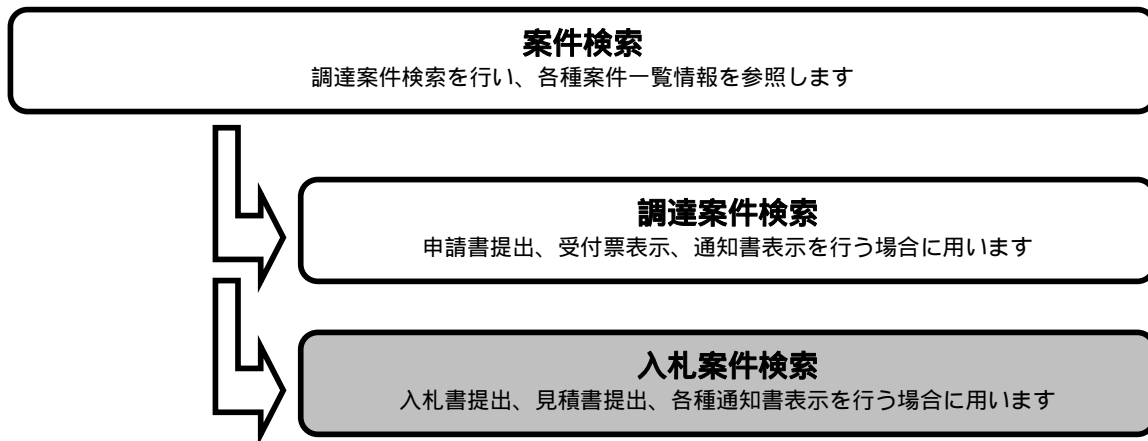 案件検索
調達案件検索を行い、各種案件一覧情報を参照します
調達案件検索
申請書提出、受付票表示、通知書表示を行う場合に用います
入札案件検索
入札書提出、見積書提出、各種通知書表示を行う場合に用います